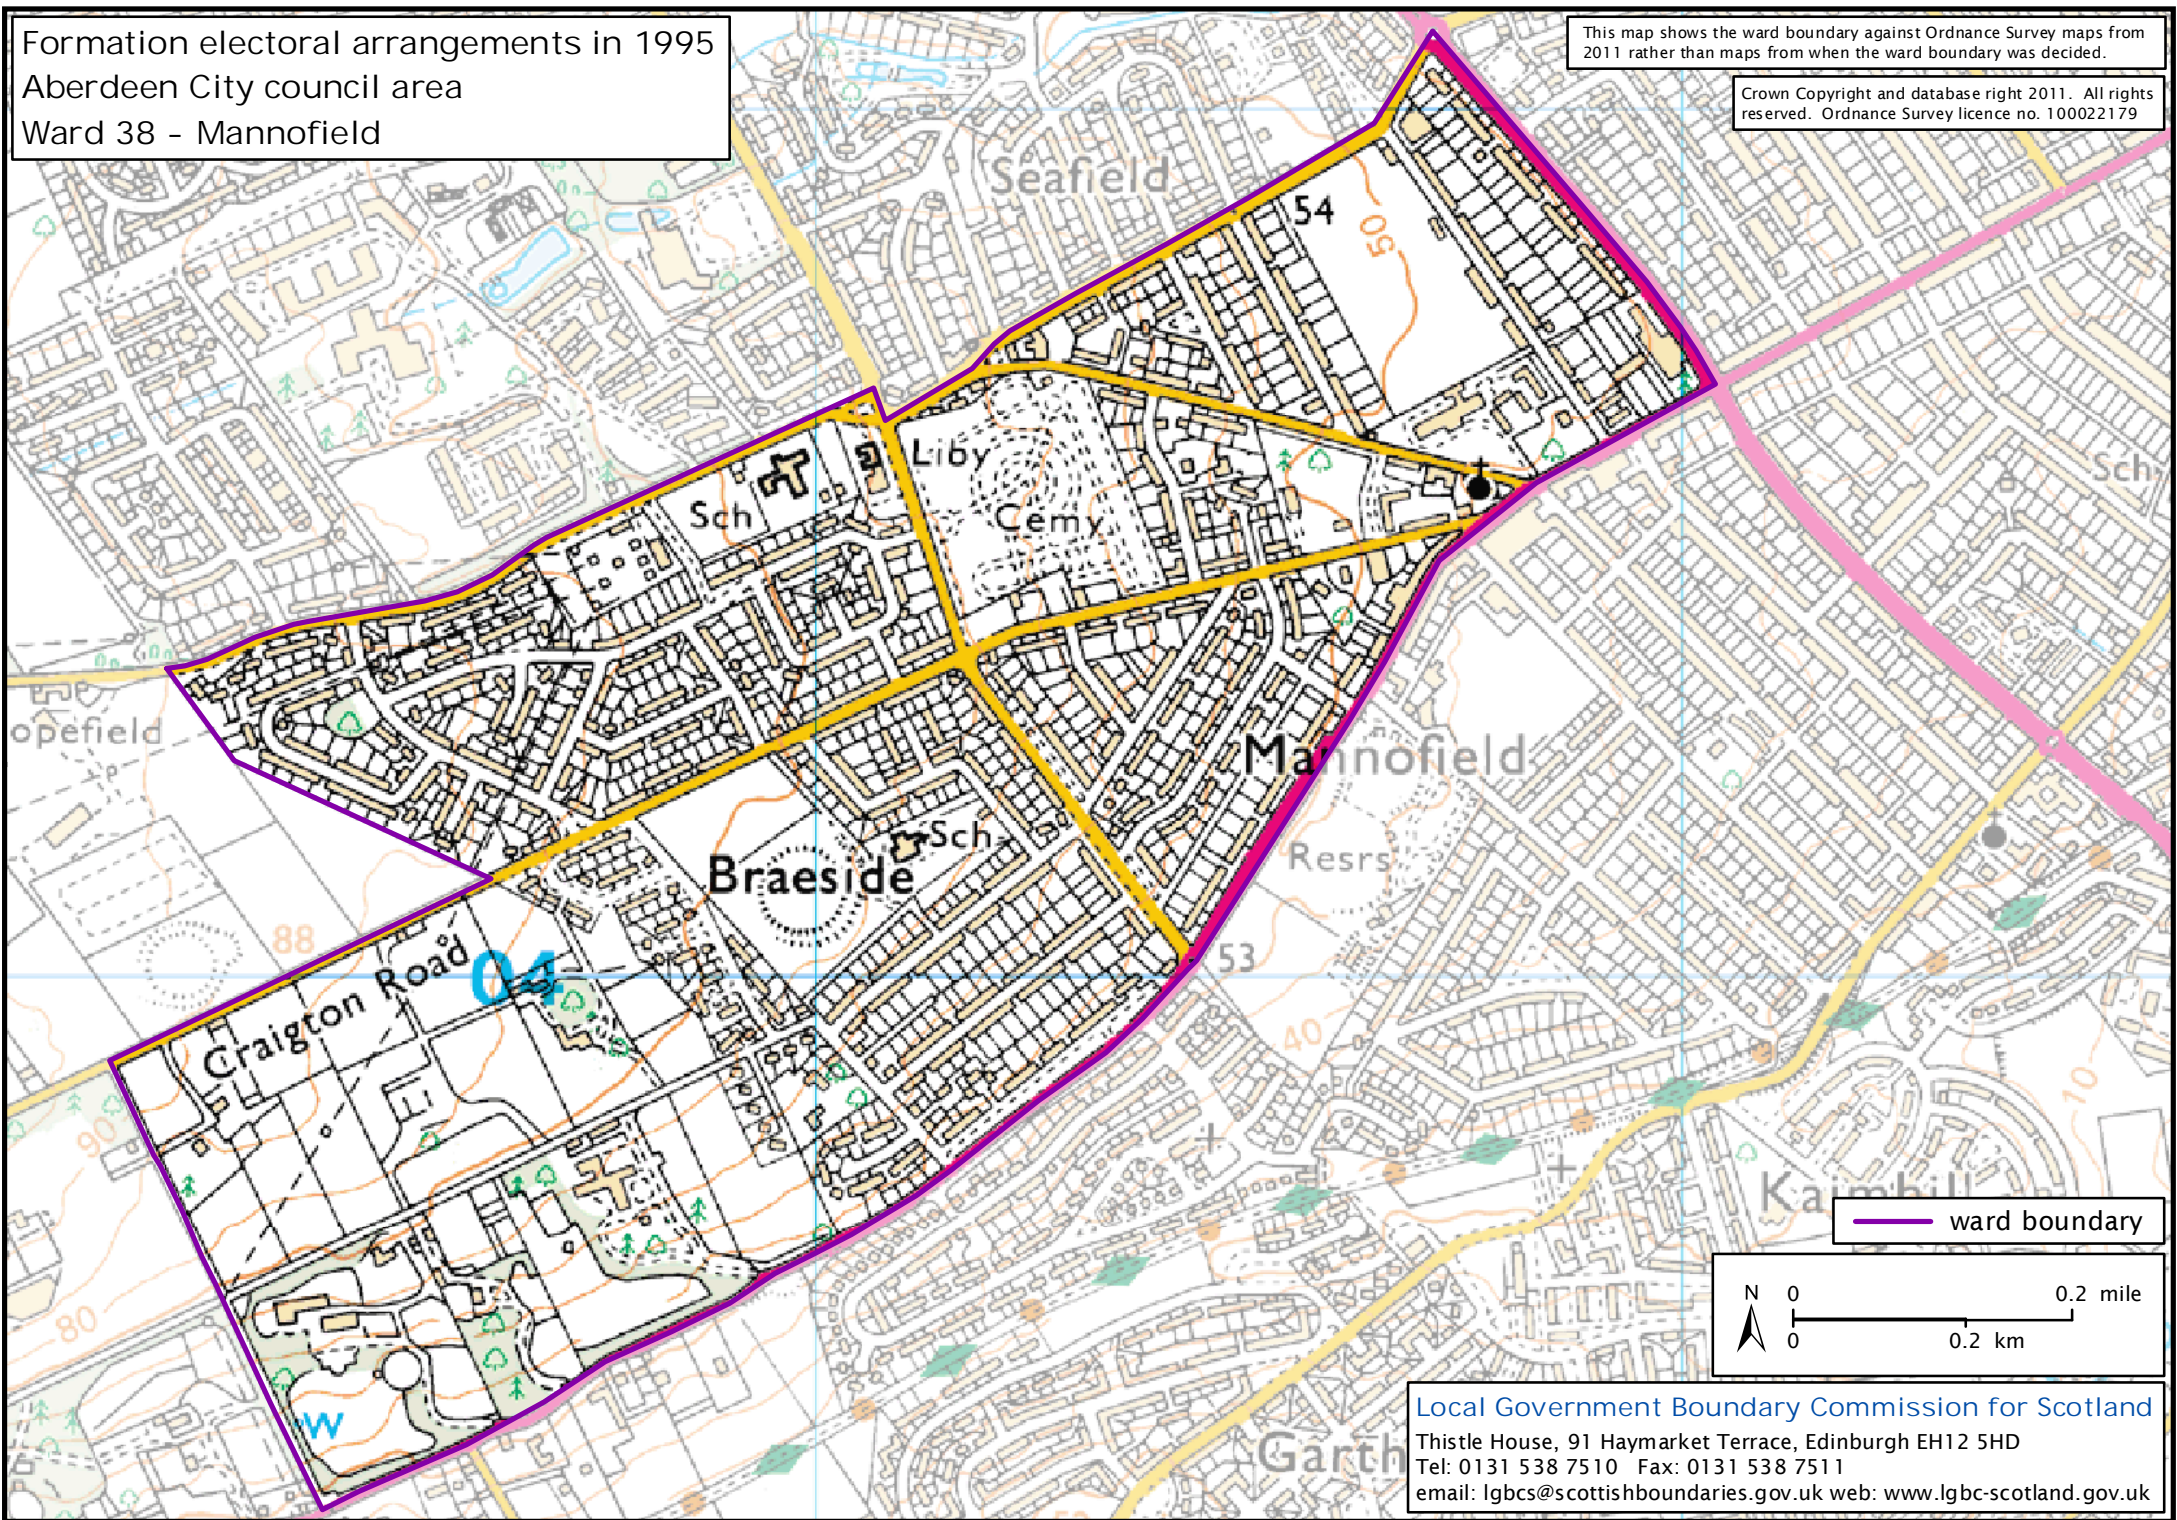 Formation electoral arrangements in 1995
Aberdeen City council area
Ward 38 - Mannofield
This map shows the ward boundary against Ordnance Survey maps from
2011 rather than maps from when the ward boundary was decided.
Crown Copyright and database right 2011. All rights
reserved. Ordnance Survey licence no. 100022179
Seafield
54
50
Liby
Sch
Cemy
Sch
opefield
Mannofield
Sch
Braeside
Resrs
88
Craigton Road
04
53
40
90
10
Kaimhill
80
W
Garth
ward boundary
N
0 0.2 mile
0 0.2 km
Local Government Boundary Commission for Scotland
Thistle House, 91 Haymarket Terrace, Edinburgh EH12 5HD
Tel: 0131 538 7510 Fax: 0131 538 7511
email: lgbcs@scottishboundaries.gov.uk web: www.lgbc-scotland.gov.uk